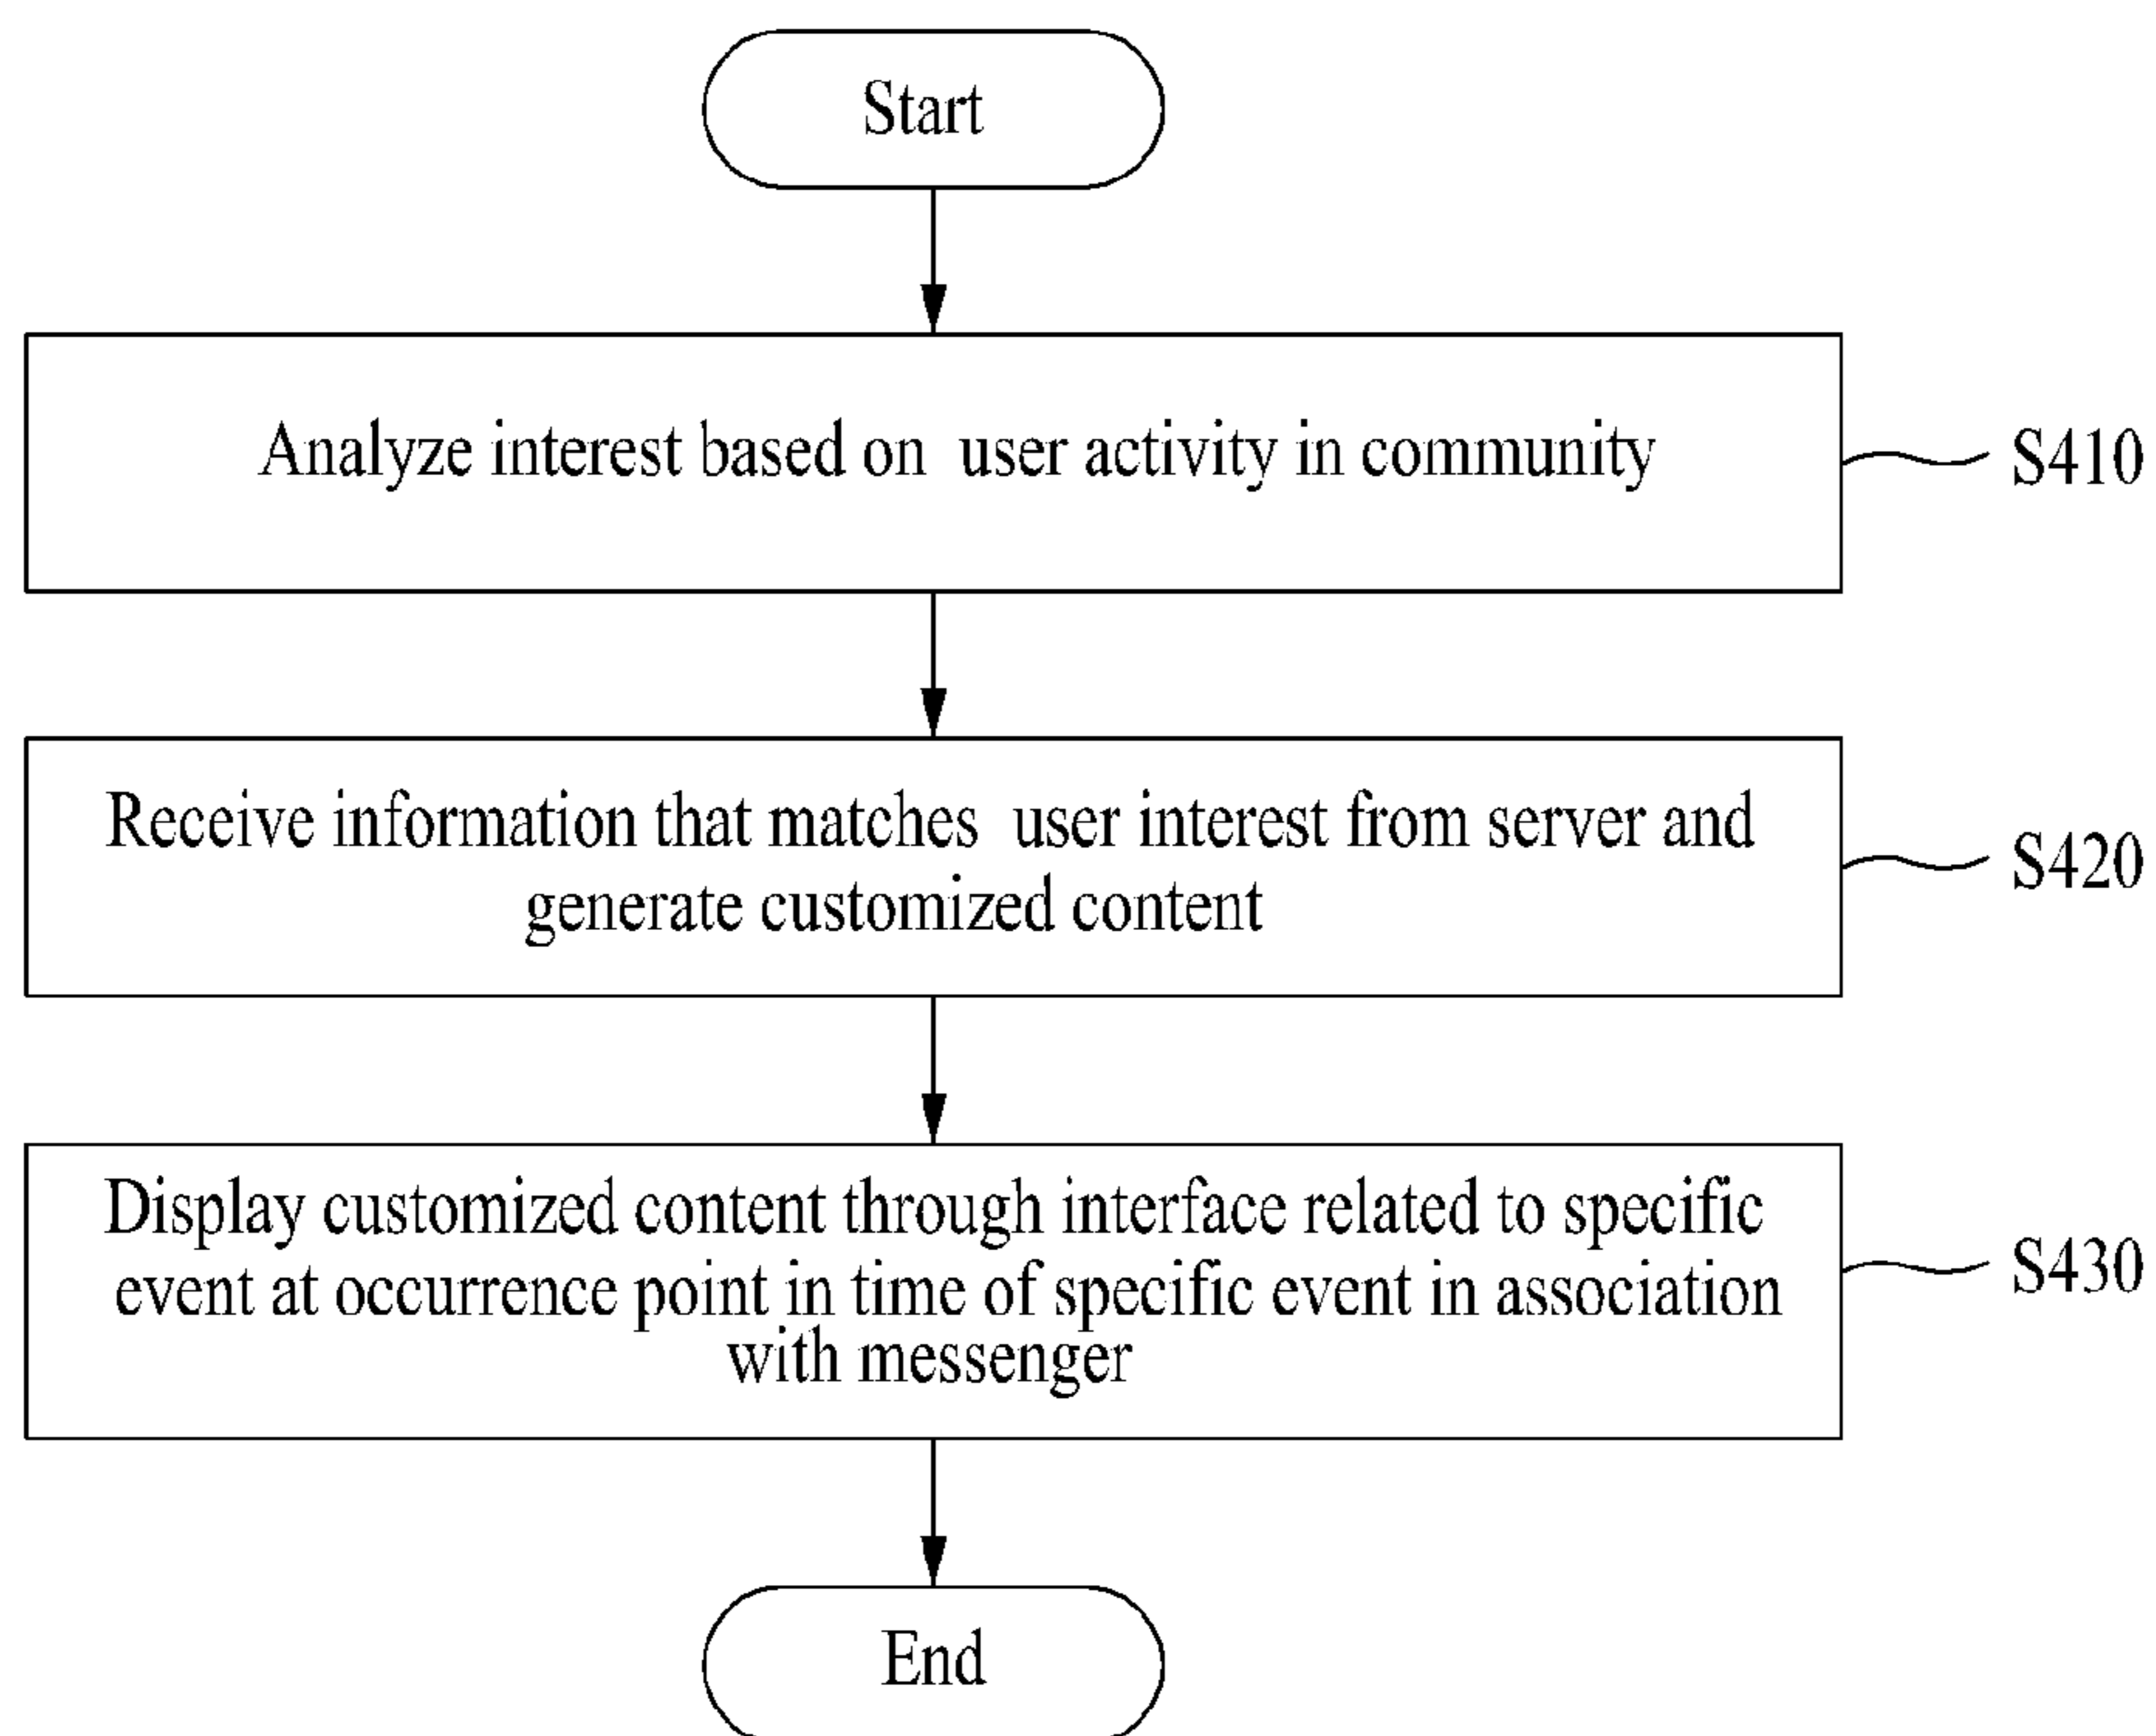 Start
Analyze interest based on user activity in community
S410
Receive information that matches user interest from server and
generate customized content
S420
Display customized content through interface related to specific
event at occurrence point in time of specific event in association
with messenger
S430
End